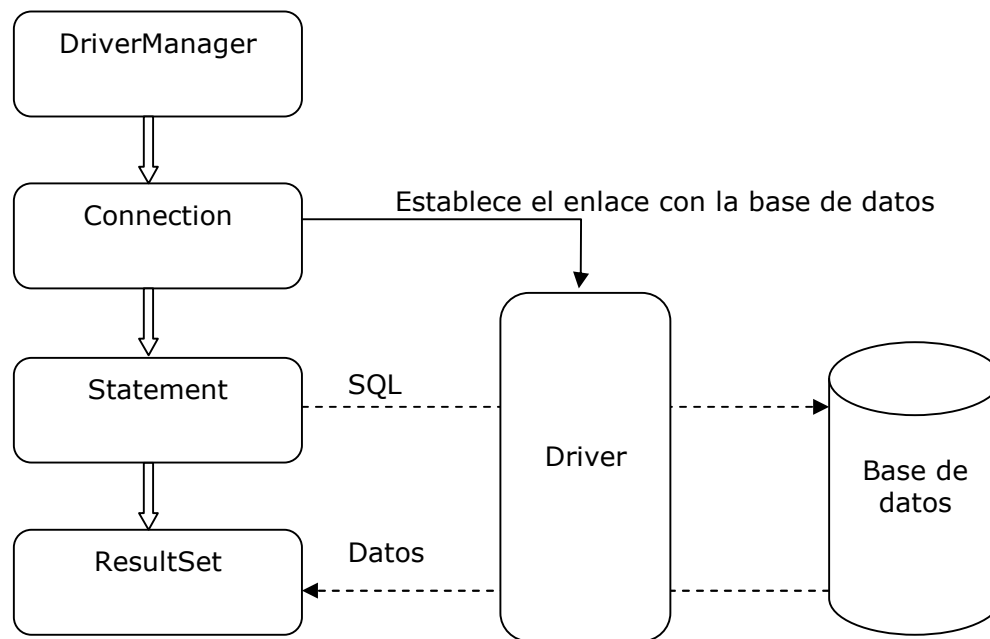 DriverManager
Connection
Establece el enlace con la base de datos
Statement
SQL
Driver
Base de
datos
ResultSet
Datos